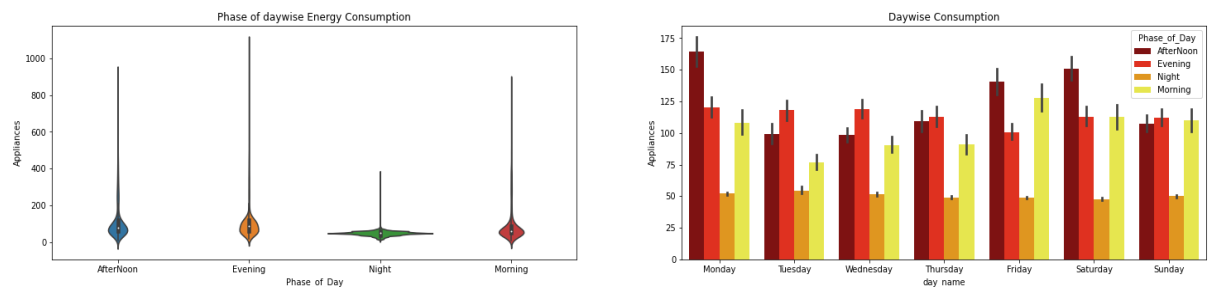 Phase of daywise Energy Consumption
Appliances
1000
800
600
400
200
0
AfterNoon Evening Night Morning
Phase_of_Day
Daywise Consumption
Appliances
175
150
125
100
75
50
25
0
Phase_of_Day
AfterNoon
Evening
Night
Morning
Monday Tuesday Wednesday Thursday Friday Saturday Sunday
day_name